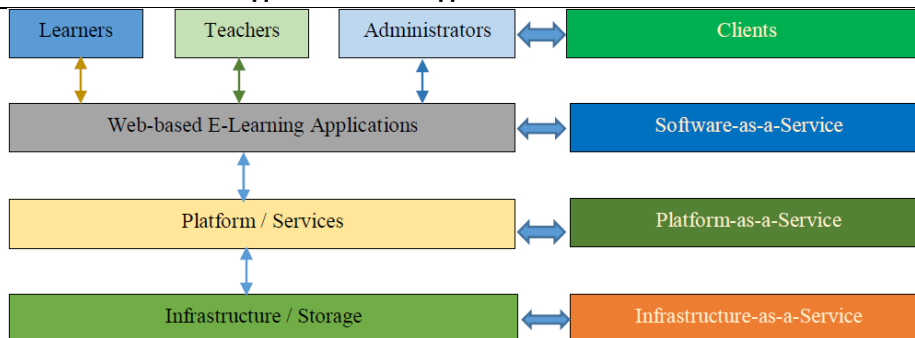 Learners Teachers Administrators Clients
Web-based E-Learning Applications Software-as-a-Service
Platform / Services Platform-as-a-Service
Infrastructure / Storage Infrastructure-as-a-Service